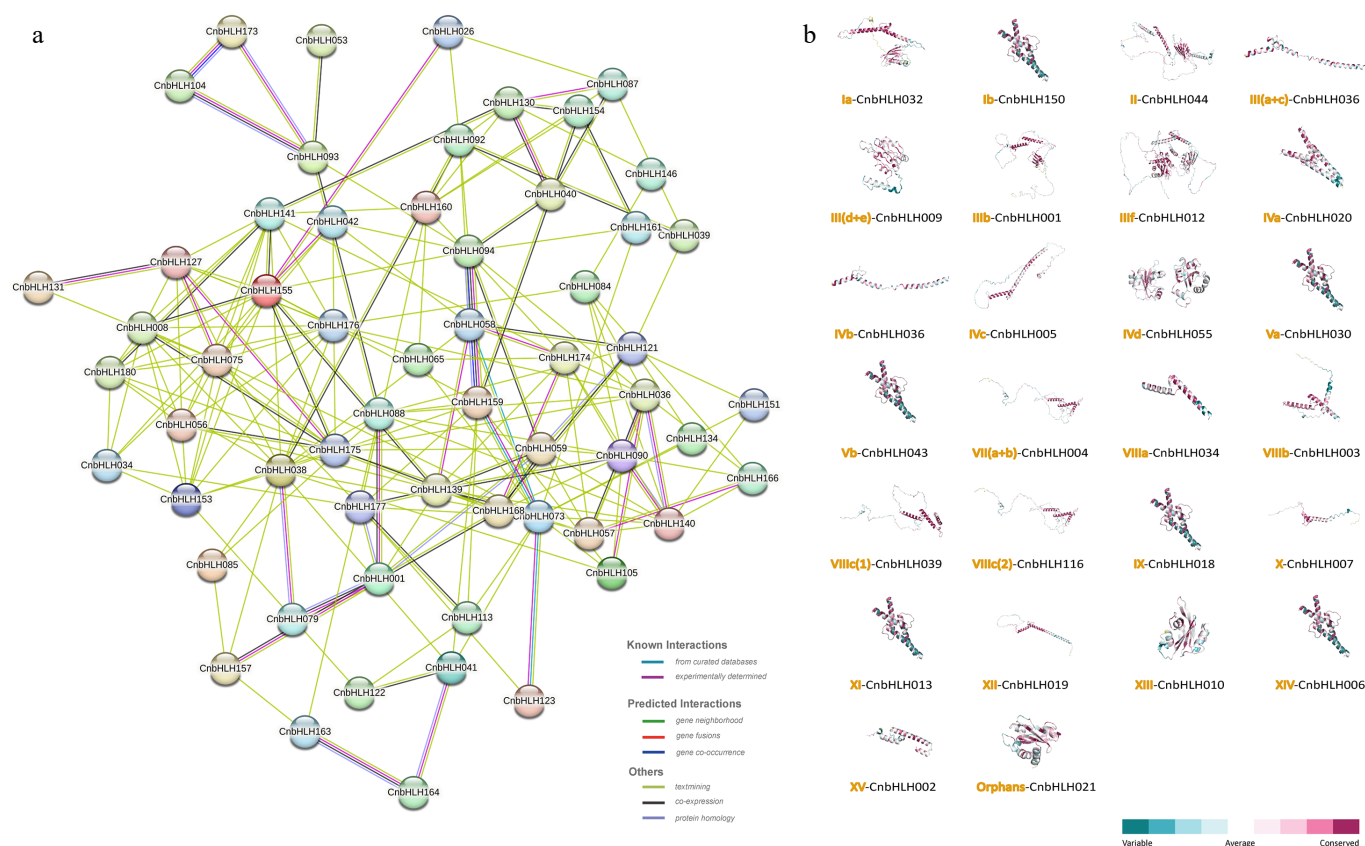 a
CnbHLH173
CnbHLH053
CnbHLH026
CnbHLH104
CnbHLH087
CnbHLH130
CnbHLH154
CnbHLH092
CnbHLH093
CnbHLH146
CnbHLH040
CnbHLH160
CnbHLH141
CnbHLH042
CnbHLH161
CnbHLH039
CnbHLH094
CnbHLH127
CnbHLH131
CnbHLH155
CnbHLH084
CnbHLH008
CnbHLH176
CnbHLH058
CnbHLH121
CnbHLH065
CnbHLH174
CnbHLH075
CnbHLH180
CnbHLH159
CnbHLH036
CnbHLH151
CnbHLH088
CnbHLH056
CnbHLH134
CnbHLH175
CnbHLH059
CnbHLH090
CnbHLH034
CnbHLH038
CnbHLH166
CnbHLH139
CnbHLH153
CnbHLH177
CnbHLH168
CnbHLH073
CnbHLH140
CnbHLH057
CnbHLH085
CnbHLH001
CnbHLH105
CnbHLH079
CnbHLH113
CnbHLH157
CnbHLH041
CnbHLH122
CnbHLH123
CnbHLH163
CnbHLH164
Known Interactions
from curated databases
experimentally determined
Predicted Interactions
gene neighborhood
gene fusions
gene co-occurrence
Others
textmining
co-expression
protein homology
b
Ia-CnbHLH032
Ib-CnbHLH150
II-CnbHLH044
III(a+c)-CnbHLH036
III(d+e)-CnbHLH009
IIIb-CnbHLH001
IIIf-CnbHLH012
IVa-CnbHLH020
IVb-CnbHLH036
IVc-CnbHLH005
IVd-CnbHLH055
Va-CnbHLH030
Vb-CnbHLH043
VII(a+b)-CnbHLH004
VIIIa-CnbHLH034
VIIIb-CnbHLH003
VIIIc(1)-CnbHLH039
VIIIc(2)-CnbHLH116
IX-CnbHLH018
X-CnbHLH007
XI-CnbHLH013
XII-CnbHLH019
XIII-CnbHLH010
XIV-CnbHLH006
XV-CnbHLH002
Orphans-CnbHLH021
Variable Average Conserved